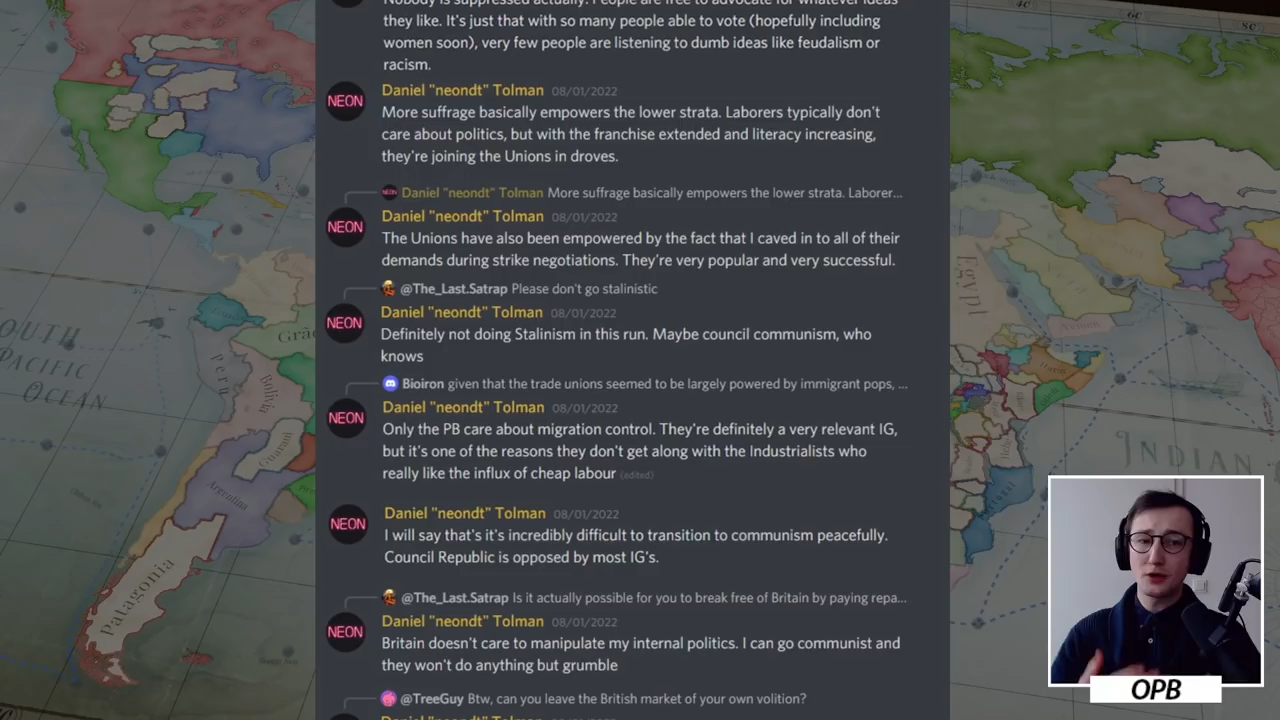 Nobody is suppressed actually. People are free to advocate for whatever ideas
they like. It's just that with so many people able to vote (hopefully including
women soon), very few people are listening to dumb ideas like feudalism or
racism.
NEON
Daniel "neondt" Tolman 08/01/2022
More suffrage basically empowers the lower strata. Laborers typically don't
care about politics, but with the franchise extended and literacy increasing,
they're joining the Unions in droves.
Daniel "neondt" Tolman More suffrage basically empowers the lower strata. Laborer...
NEON
Daniel "neondt" Tolman 08/01/2022
The Unions have also been empowered by the fact that I caved in to all of their
demands during strike negotiations. They're very popular and very successful.
@The_Last.Satrap Please don't go stalinistic
NEON
Daniel "neondt" Tolman 08/01/2022
Definitely not doing Stalinism in this run. Maybe council communism, who
knows
Bioiron given that the trade unions seemed to be largely powered by immigrant pops, ...
NEON
Daniel "neondt" Tolman 08/01/2022
Only the PB care about migration control. They're definitely a very relevant IG,
but it's one of the reasons they don't get along with the Industrialists who
really like the influx of cheap labour (edited)
NEON
Daniel "neondt" Tolman 08/01/2022
I will say that's it's incredibly difficult to transition to communism peacefully.
Council Republic is opposed by most IG's.
@The_Last.Satrap Is it actually possible for you to break free of Britain by paying repa...
NEON
Daniel "neondt" Tolman 08/01/2022
Britain doesn't care to manipulate my internal politics. I can go communist and
they won't do anything but grumble
@TreeGuy Btw, can you leave the British market of your own volition?
Daniel "neondt" Tolman
SOUTH
PACIFIC
OCEAN
Peru
Bolivia
Grão
Guaraní
Argentina
Patagonia
Egypt
Yemen
INDIAN
OPB